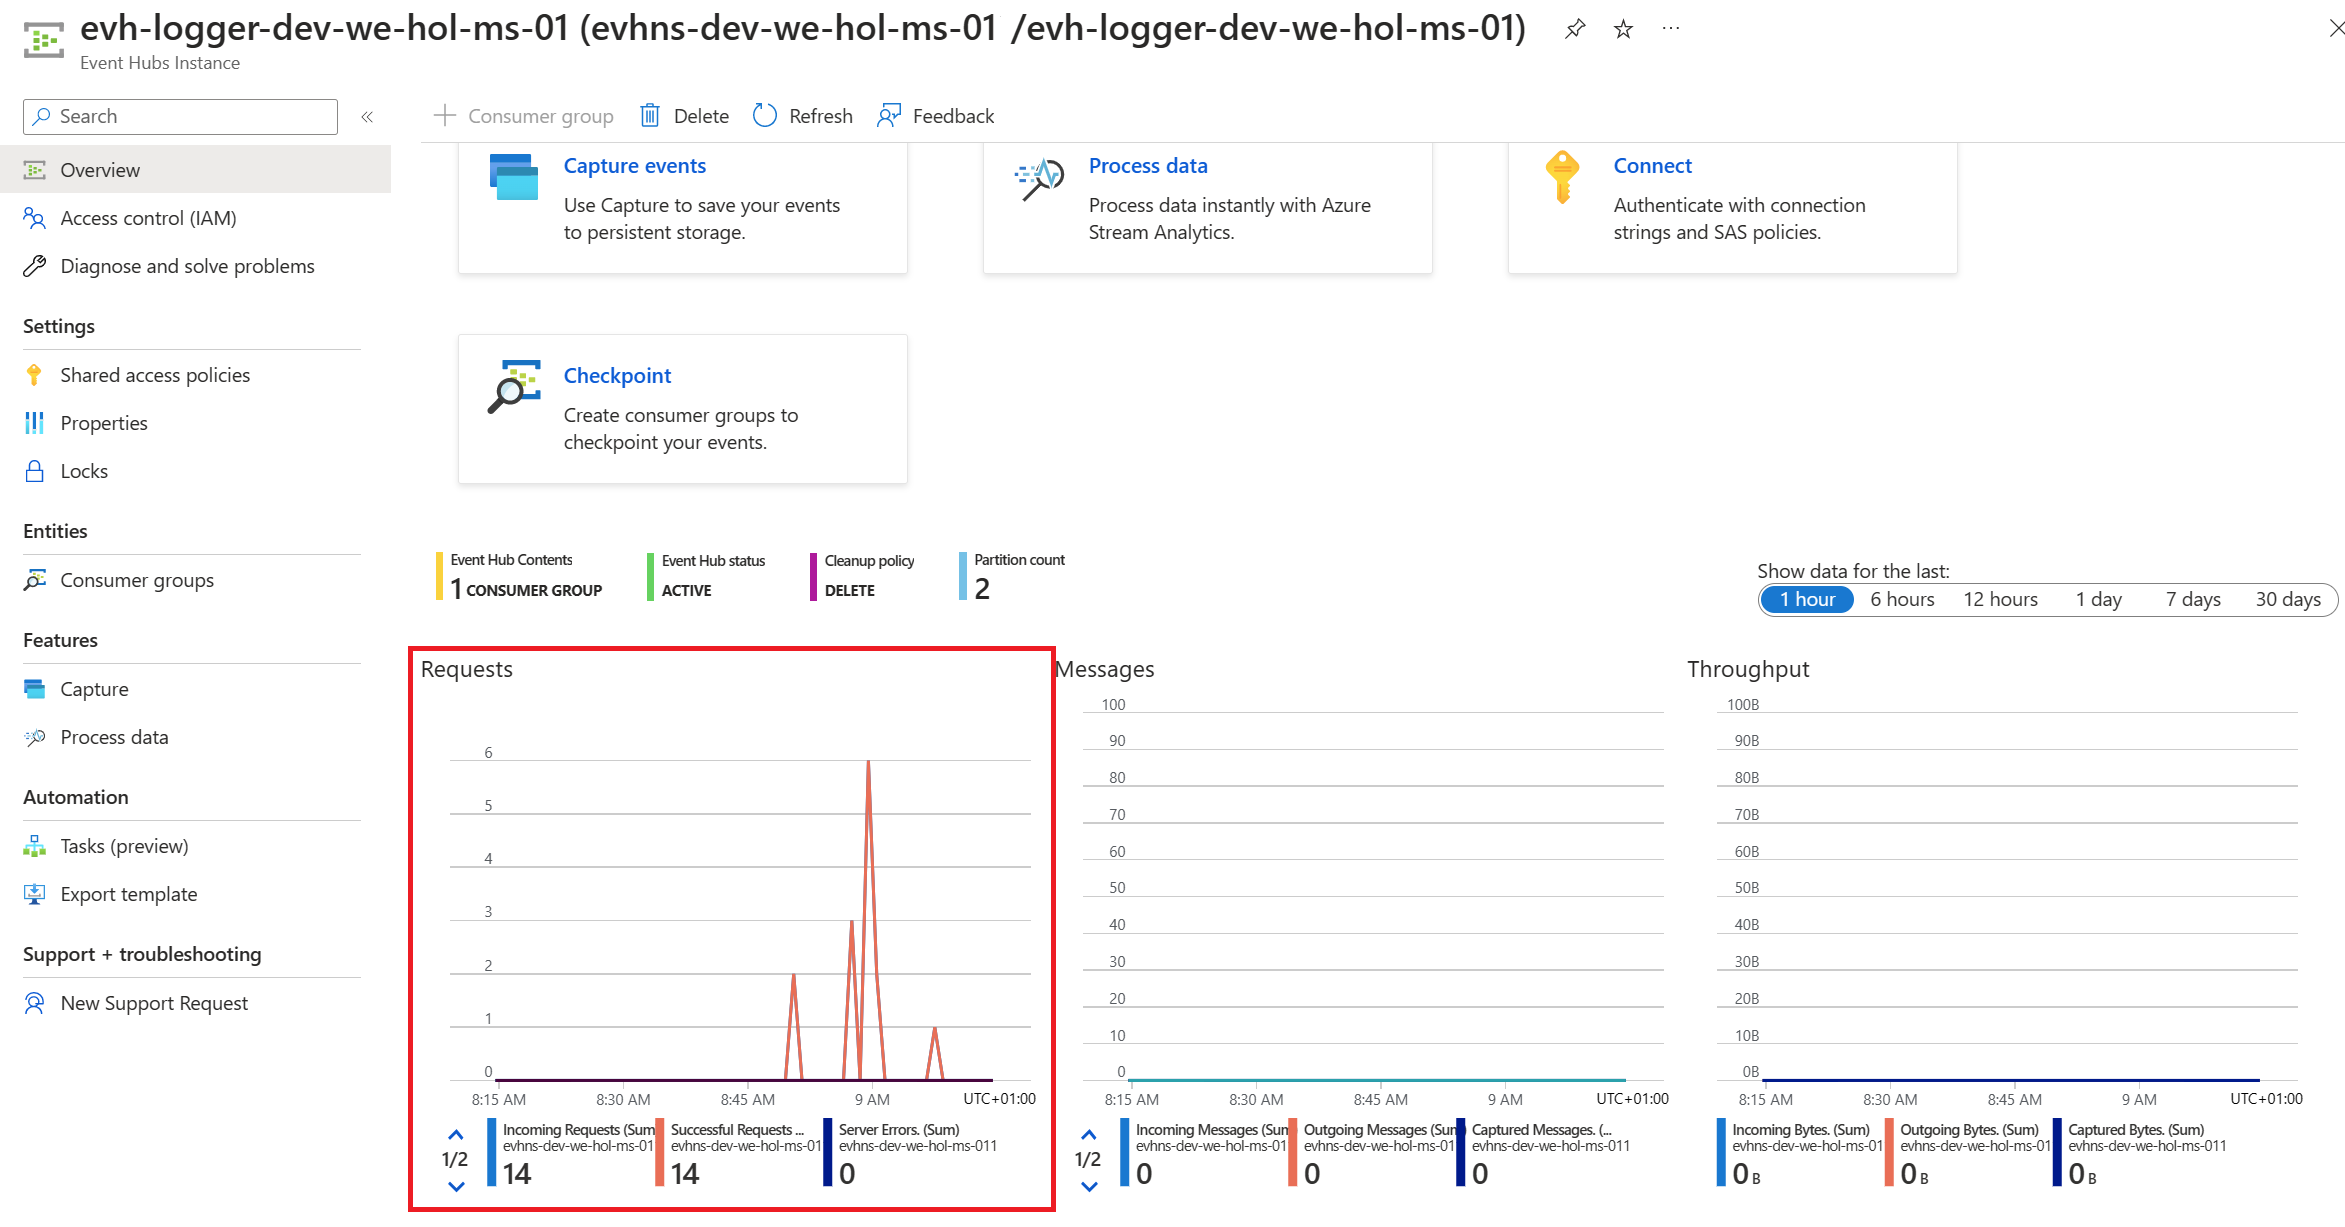 evh-logger-dev-we-hol-ms-01 (evhns-dev-we-hol-ms-01 /evh-logger-dev-we-hol-ms-01)
Event Hubs Instance
Search
«
Consumer group
Delete
Refresh
Feedback
Overview
Access control (IAM)
Diagnose and solve problems
Settings
Shared access policies
Properties
Locks
Entities
Consumer groups
Features
Capture
Process data
Automation
Tasks (preview)
Export template
Support + troubleshooting
New Support Request
Capture events
Use Capture to save your events
to persistent storage.
Process data
Process data instantly with Azure
Stream Analytics.
Connect
Authenticate with connection
strings and SAS policies.
Checkpoint
Create consumer groups to
checkpoint your events.
Event Hub Contents
1 CONSUMER GROUP
Event Hub status
ACTIVE
Cleanup policy
DELETE
Partition count
2
Show data for the last:
1 hour 6 hours 12 hours 1 day 7 days 30 days
Requests
6
5
4
3
2
1
0
8:15 AM 8:30 AM 8:45 AM 9 AM UTC+01:00
1/2
Incoming Requests (Sum
evhns-dev-we-hol-ms-01
14
Successful Requests ...
evhns-dev-we-hol-ms-01
14
Server Errors. (Sum)
evhns-dev-we-hol-ms-011
0
Messages
100
90
80
70
60
50
40
30
20
10
0
8:15 AM 8:30 AM 8:45 AM 9 AM UTC+01:00
1/2
Incoming Messages (Sum
evhns-dev-we-hol-ms-01
0
Outgoing Messages (Sum
evhns-dev-we-hol-ms-01
0
Captured Messages. (...
evhns-dev-we-hol-ms-011
0
Throughput
100B
90B
80B
70B
60B
50B
40B
30B
20B
10B
0B
8:15 AM 8:30 AM 8:45 AM 9 AM UTC+01:00
Incoming Bytes. (Sum)
evhns-dev-we-hol-ms-01
0 B
Outgoing Bytes. (Sum)
evhns-dev-we-hol-ms-01
0 B
Captured Bytes. (Sum)
evhns-dev-we-hol-ms-011
0 B